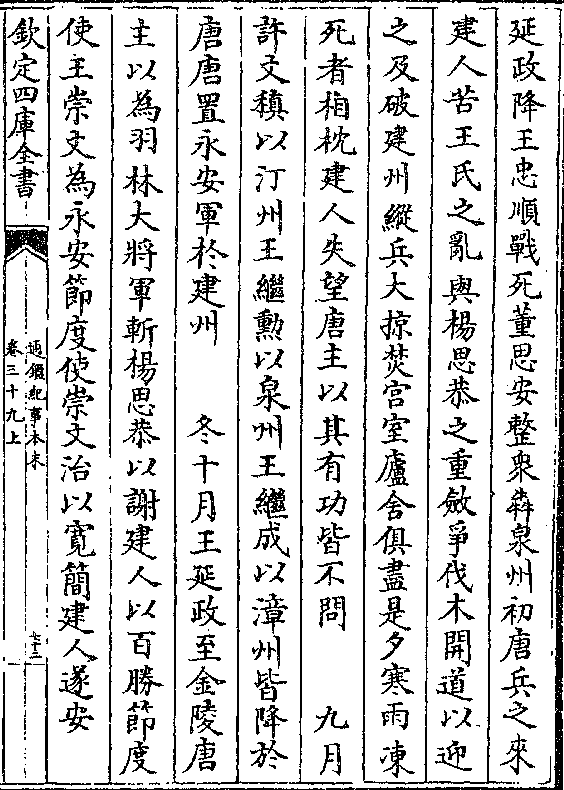 延政降王忠順戰死董思安整衆犇泉州初唐兵之來
建人苦王氏之亂與楊思恭之重斂爭伐木開道以迎
之及破建州縱兵大掠焚宫室廬舍俱盡是夕寒雨凍
死者相枕建人失望唐主以其有功皆不問　九月
許文稹以汀州王繼勳以泉州王繼成以漳州皆降於
唐唐置永安軍於建州　冬十月王延政至金陵唐
主以為羽林大將軍斬楊思恭以謝建人以百勝節度
使王崇文為永安節度使崇文治以寛簡建人遂安
欽定四庫全書
通鑑紀事本末
卷三十九上
七十三